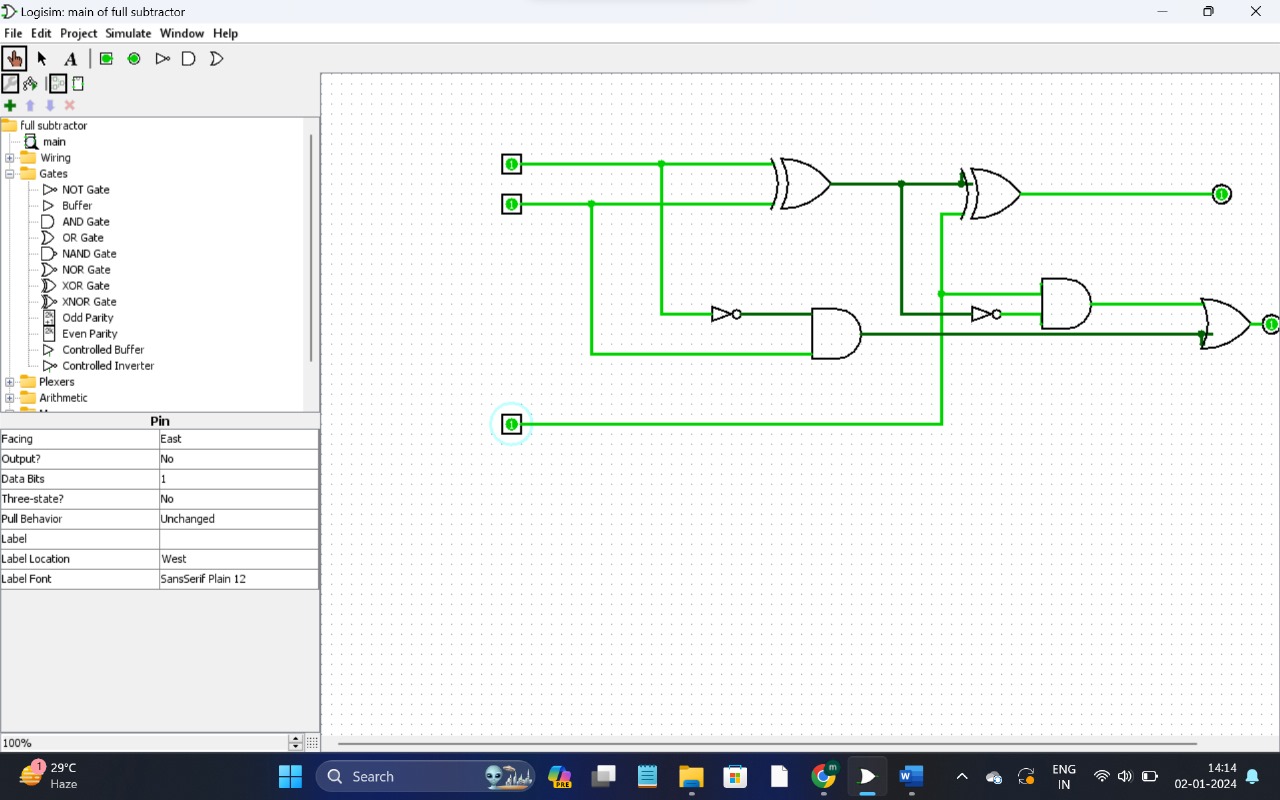 Logisim: main of full subtractor
File Edit Project Simulate Window Help
A
full subtractor
main
Wiring
Gates
NOT Gate
Buffer
AND Gate
OR Gate
NAND Gate
NOR Gate
XOR Gate
XNOR Gate
Odd Parity
Even Parity
Controlled Buffer
Controlled Inverter
Plexers
Arithmetic
1
1
1
1
1
Pin
Facing East
Output? No
Data Bits 1
Three-state? No
Pull Behavior Unchanged
Label
Label Location West
Label Font SansSerif Plain 12
100%
1
29°C
Haze
Search
PRE
m
W
ENG
IN
14:14
02-01-2024